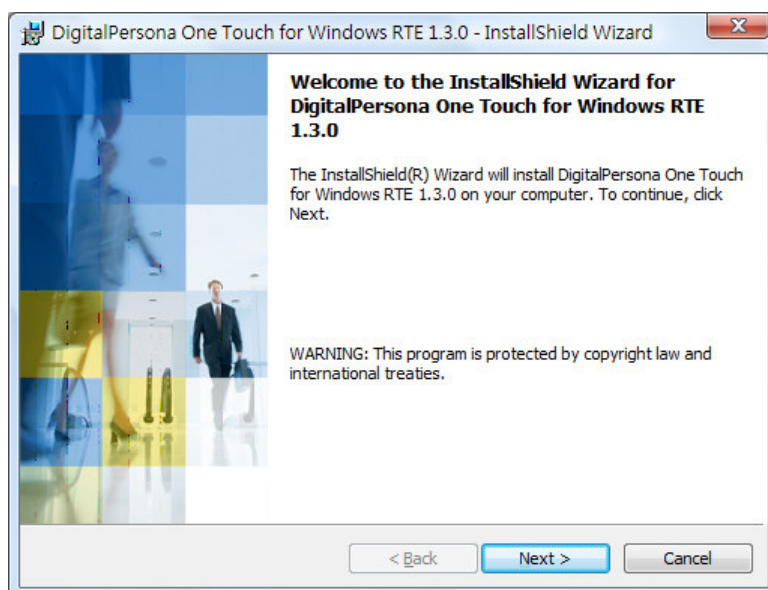 DigitalPersona One Touch for Windows RTE 1.3.0 - InstallShield Wizard
Welcome to the InstallShield Wizard for
DigitalPersona One Touch for Windows RTE
1.3.0
The InstallShield(R) Wizard will install DigitalPersona One Touch
for Windows RTE 1.3.0 on your computer. To continue, click
Next.
WARNING: This program is protected by copyright law and
international treaties.
< Back
Next >
Cancel